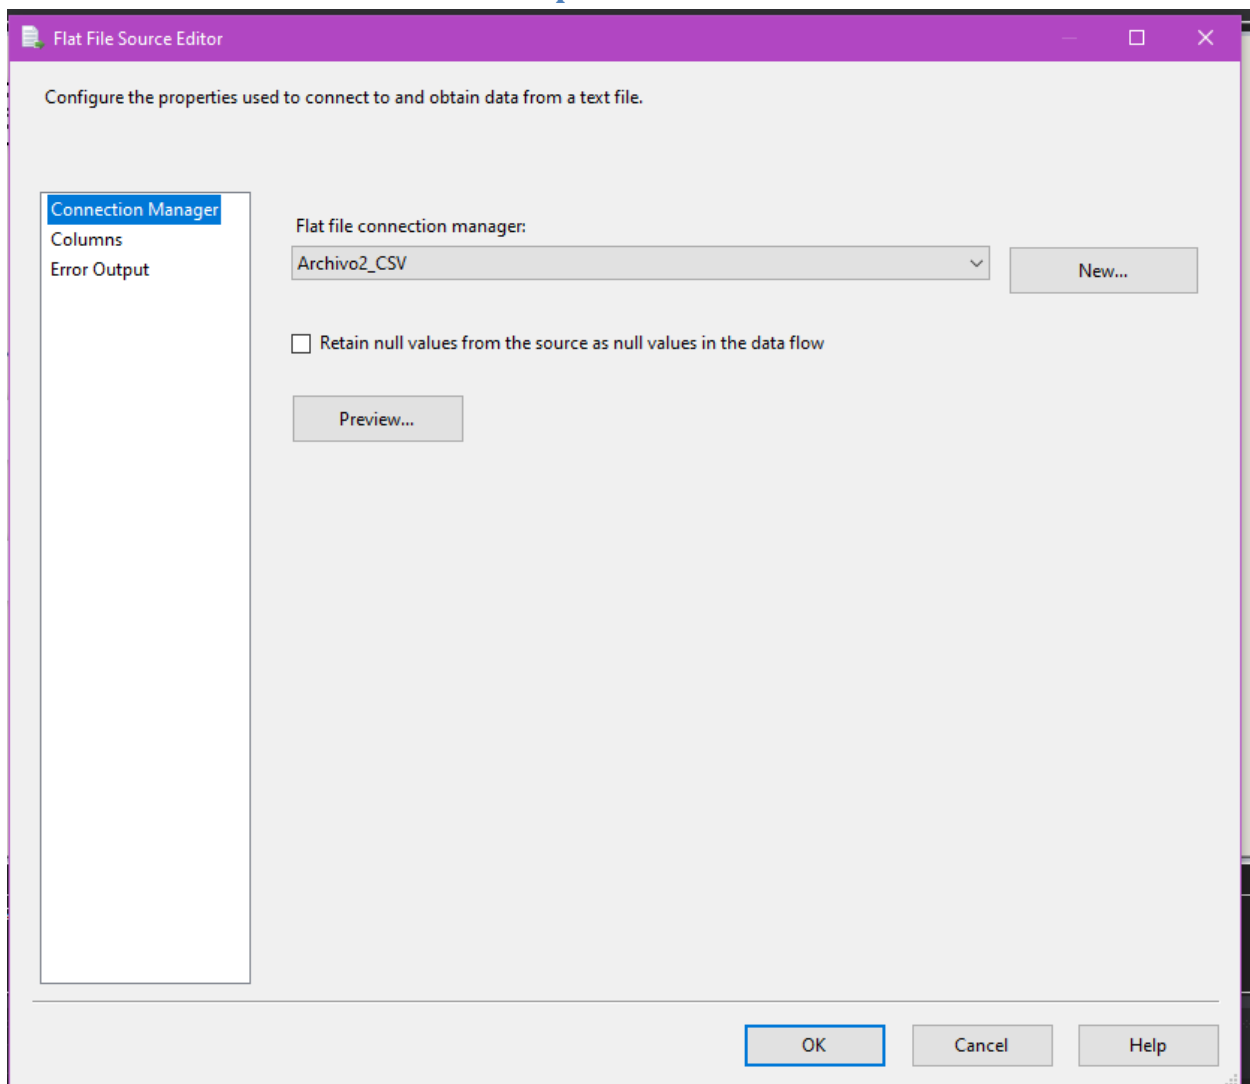 Flat File Source Editor
Configure the properties used to connect to and obtain data from a text file.
Connection Manager
Columns
Error Output
Flat file connection manager:
Archivo2_CSV
New...
Retain null values from the source as null values in the data flow
Preview...
OK
Cancel
Help